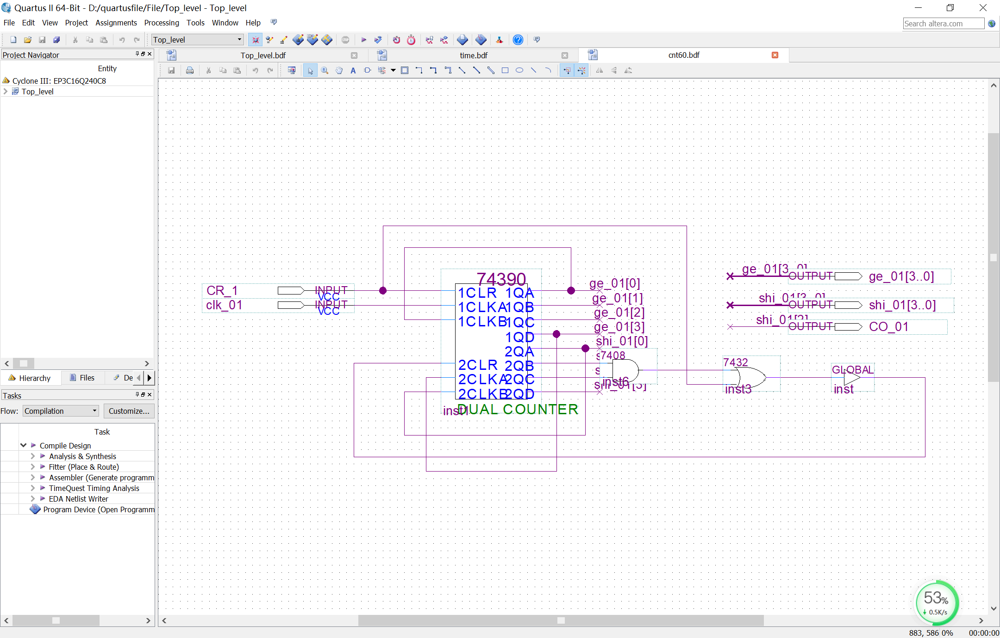 Quartus II 64-Bit - D:/quartusfile/File/Top_level - Top_level
File Edit View Project Assignments Processing Tools Window Help
Search altera.com
Top_level
STOP
Project Navigator
Entity
Cyclone III: EP3C16Q240C8
Top_level
Hierarchy Files De
Tasks
Flow: Compilation Customize...
Task
Compile Design
Analysis & Synthesis
Fitter (Place & Route)
Assembler (Generate programm
TimeQuest Timing Analysis
EDA Netlist Writer
Program Device (Open Programm
Top_level.bdf time.bdf cnt60.bdf
CR_1 INPUT
VCC
clk_01 INPUT
VCC
74390
1CLR 1QA
1CLKA 1QB
1CLKB 1QC
1QD
2QA
2CLR 2QB
2CLKA 2QC
2CLKB 2QD
inst1 DUAL COUNTER
ge_01[0]
ge_01[1]
ge_01[2]
ge_01[3]
shi_01[0]
7408
inst6
shi_01[3]
7432
inst3
GLOBAL
inst
ge_01[3..0] OUTPUT ge_01[3..0]
shi_01[3..0] OUTPUT shi_01[3..0]
OUTPUT CO_01
53%
0.5K/s
883, 586 0% 00:00:00